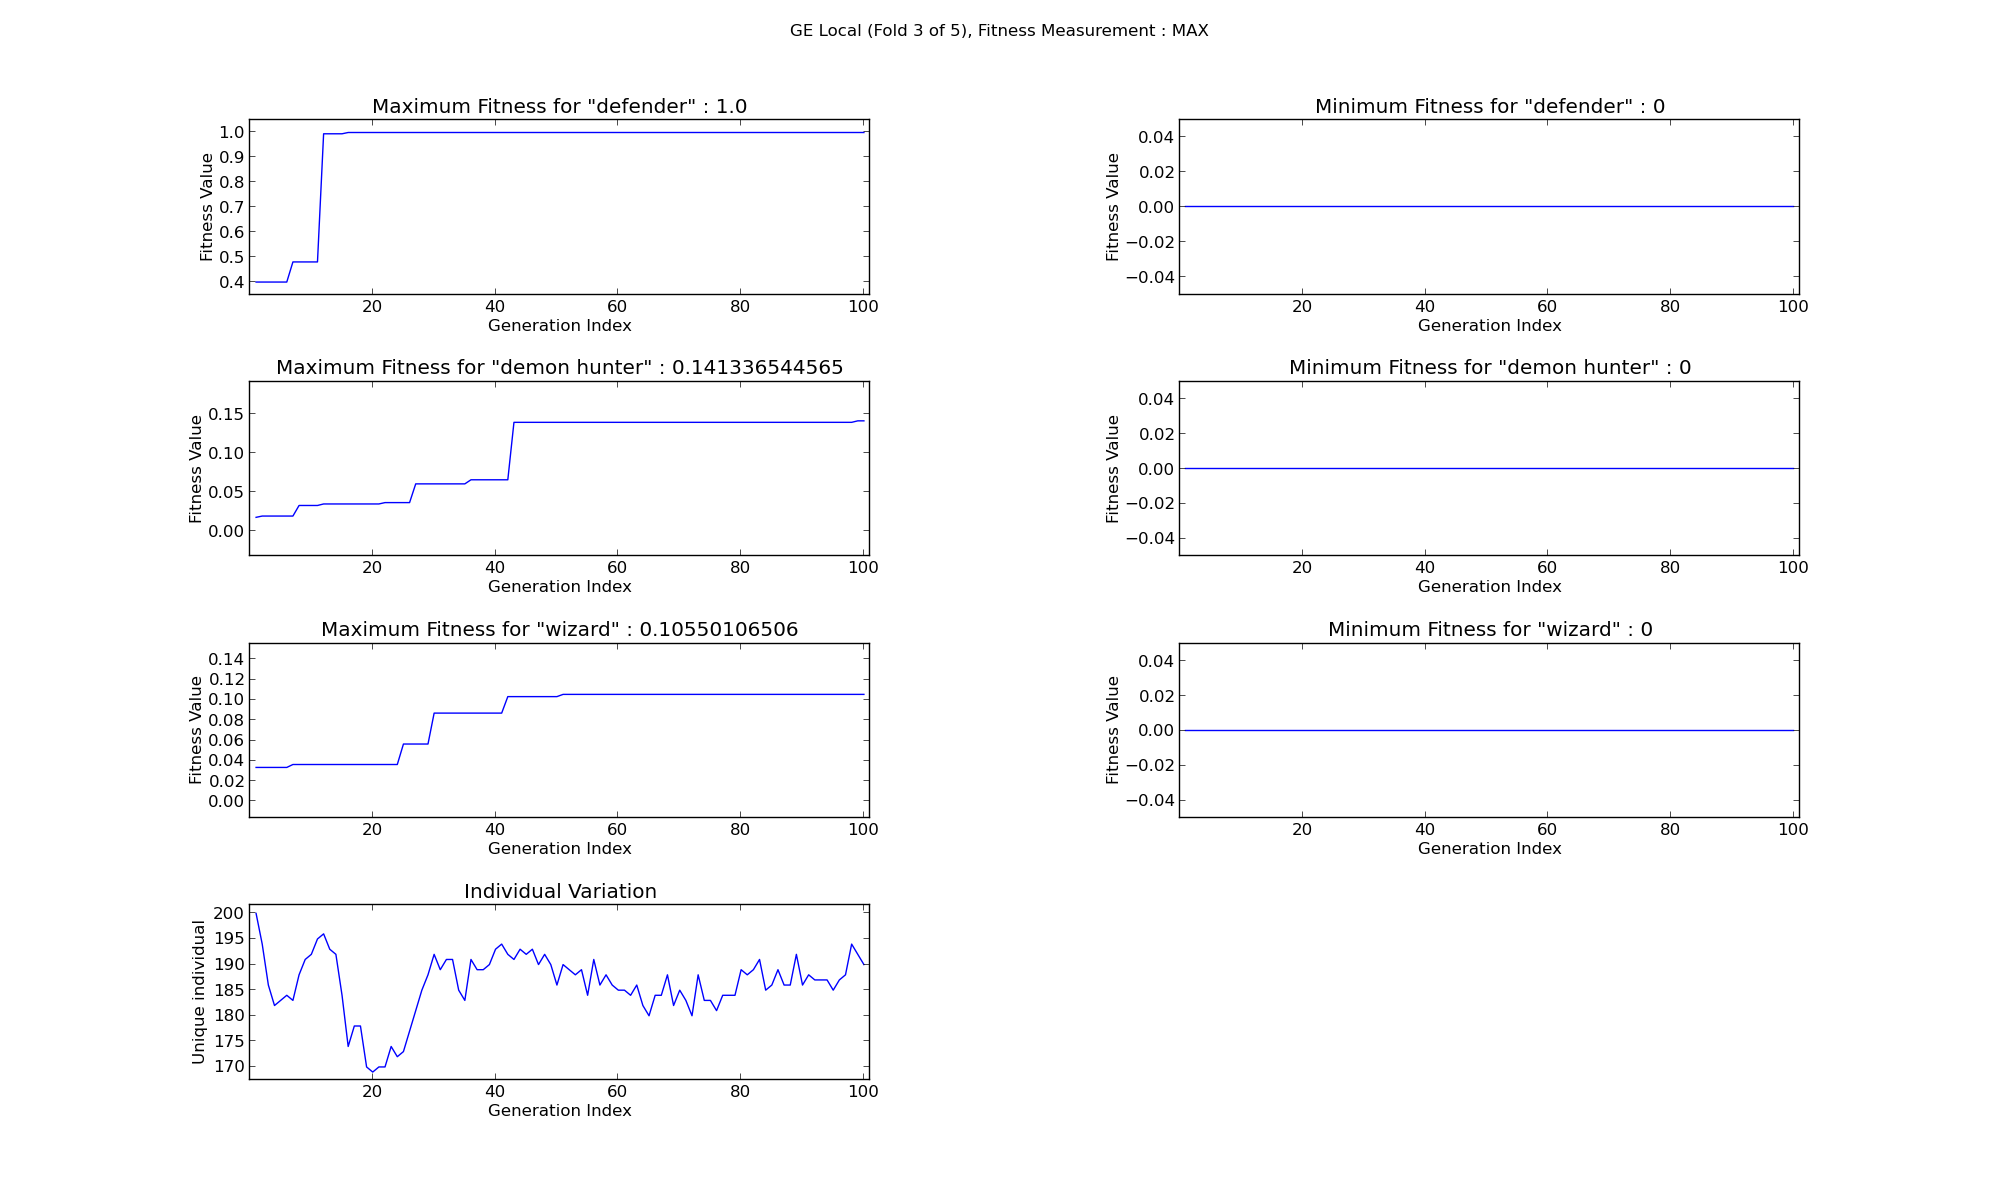 GE Local (Fold 3 of 5), Fitness Measurement : MAX
Maximum Fitness for "defender" : 1.0
Fitness Value
1.0
0.9
0.8
0.7
0.6
0.5
0.4
20 40 60 80 100
Generation Index
Minimum Fitness for "defender" : 0
Fitness Value
0.04
0.02
0.00
−0.02
−0.04
20 40 60 80 100
Generation Index
Maximum Fitness for "demon hunter" : 0.141336544565
Fitness Value
0.15
0.10
0.05
0.00
20 40 60 80 100
Generation Index
Minimum Fitness for "demon hunter" : 0
Fitness Value
0.04
0.02
0.00
−0.02
−0.04
20 40 60 80 100
Generation Index
Maximum Fitness for "wizard" : 0.10550106506
Fitness Value
0.14
0.12
0.10
0.08
0.06
0.04
0.02
0.00
20 40 60 80 100
Generation Index
Minimum Fitness for "wizard" : 0
Fitness Value
0.04
0.02
0.00
−0.02
−0.04
20 40 60 80 100
Generation Index
Individual Variation
Unique individual
200
195
190
185
180
175
170
20 40 60 80 100
Generation Index